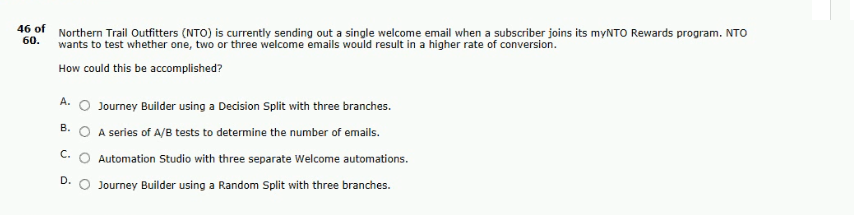 46 of
60.
Northern Trail Outfitters (NTO) is currently sending out a single welcome email when a subscriber joins its myNTO Rewards program. NTO
wants to test whether one, two or three welcome emails would result in a higher rate of conversion.
How could this be accomplished?
A. Journey Builder using a Decision Split with three branches.
B. A series of A/B tests to determine the number of emails.
C. Automation Studio with three separate Welcome automations.
D. Journey Builder using a Random Split with three branches.